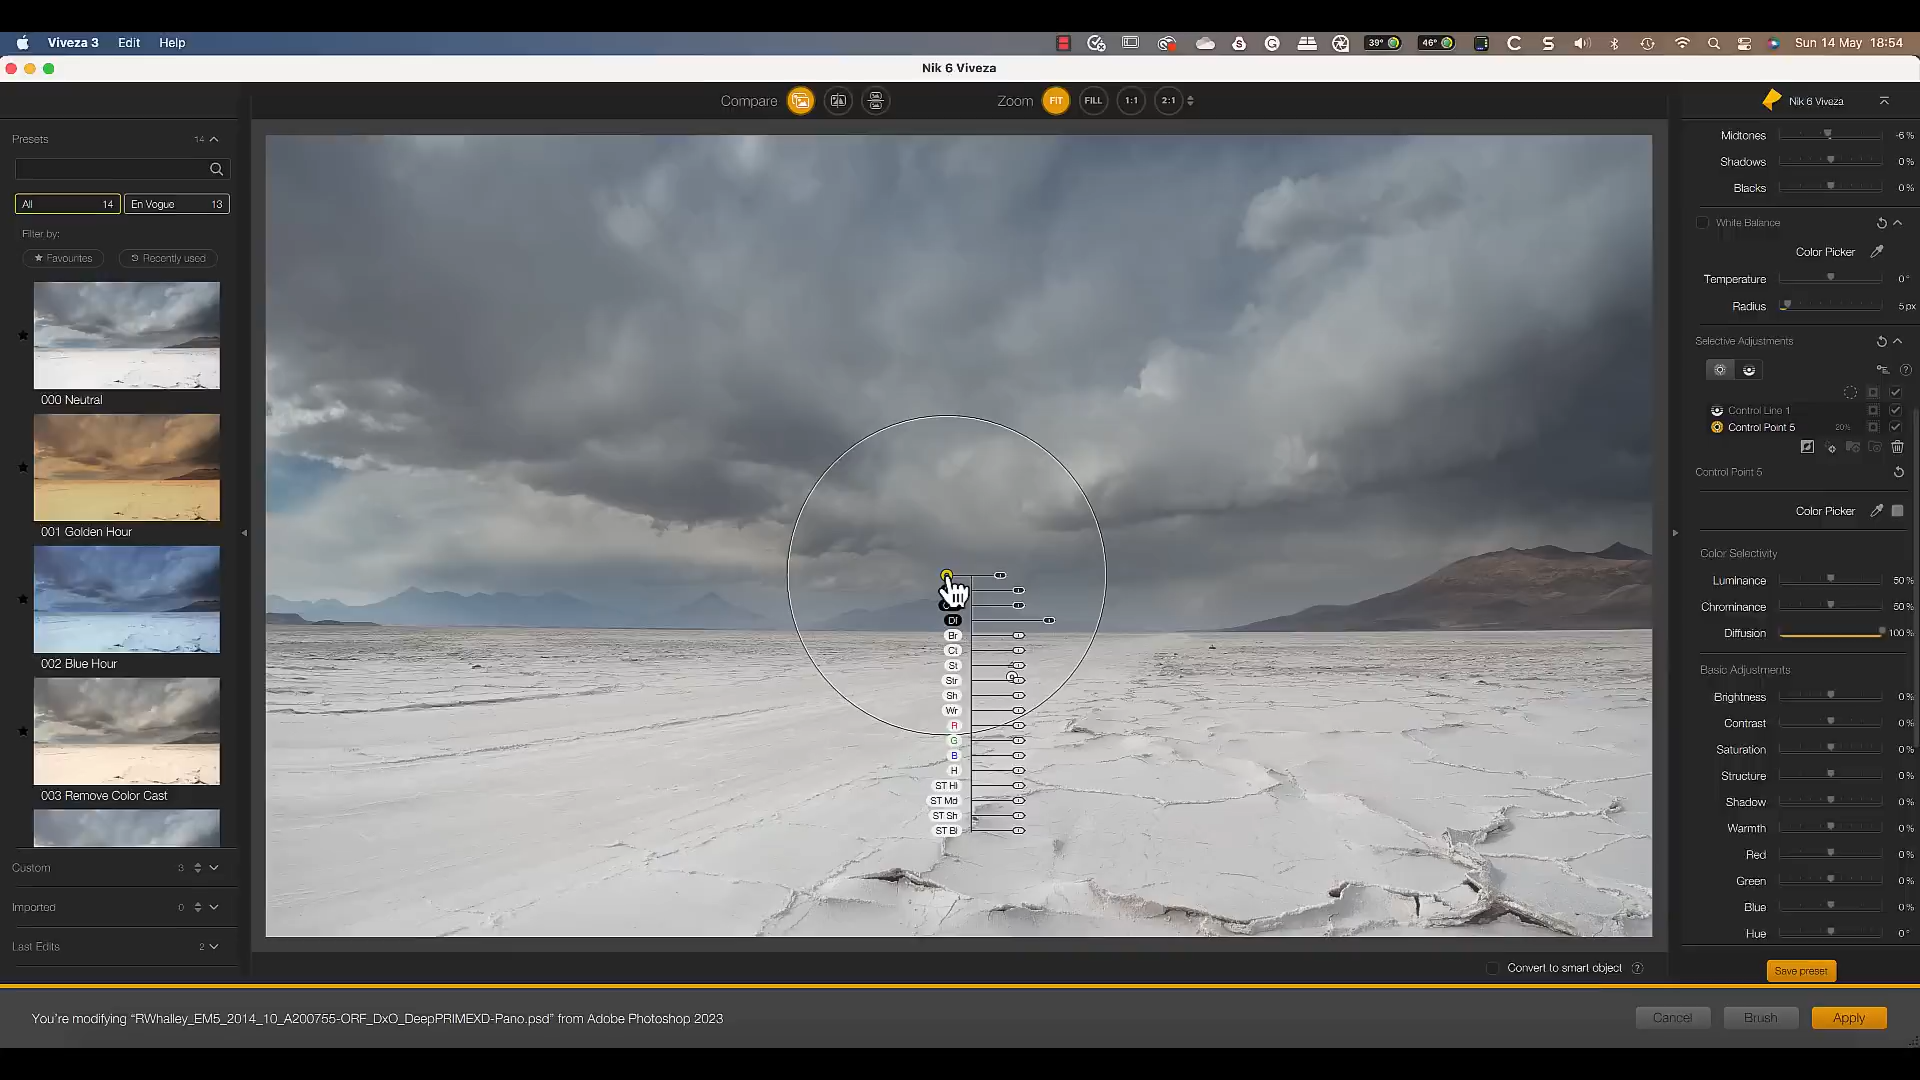 Viveza 3 Edit Help
39° 46° Sun 14 May 18:54
Nik 6 Viveza
Compare
Zoom FIT FILL 1:1 2:1
Nik 6 Viveza
Presets 14
All 14
En Vogue 13
Filter by:
Favourites
Recently used
000 Neutral
001 Golden Hour
002 Blue Hour
003 Remove Color Cast
Custom 3
Imported 0
Last Edits 2
Df
Br
Ct
St
Str
Sh
Wr
R
G
B
H
ST Hi
ST Md
ST Sh
ST Bl
Midtones -6%
Shadows 0%
Blacks 0%
White Balance
Color Picker
Temperature 0°
Radius 5 px
Selective Adjustments
Control Line 1
Control Point 5 20%
Control Point 5
Color Picker
Color Selectivity
Luminance 50%
Chrominance 50%
Diffusion 100%
Basic Adjustments
Brightness 0%
Contrast 0%
Saturation 0%
Structure 0%
Shadow 0%
Warmth 0%
Red 0%
Green 0%
Blue 0%
Hue 0°
Convert to smart object ?
Save preset
You're modifying "RWhalley_EM5_2014_10_A200755-ORF_DxO_DeepPRIMEXD-Pano.psd" from Adobe Photoshop 2023
Cancel
Brush
Apply